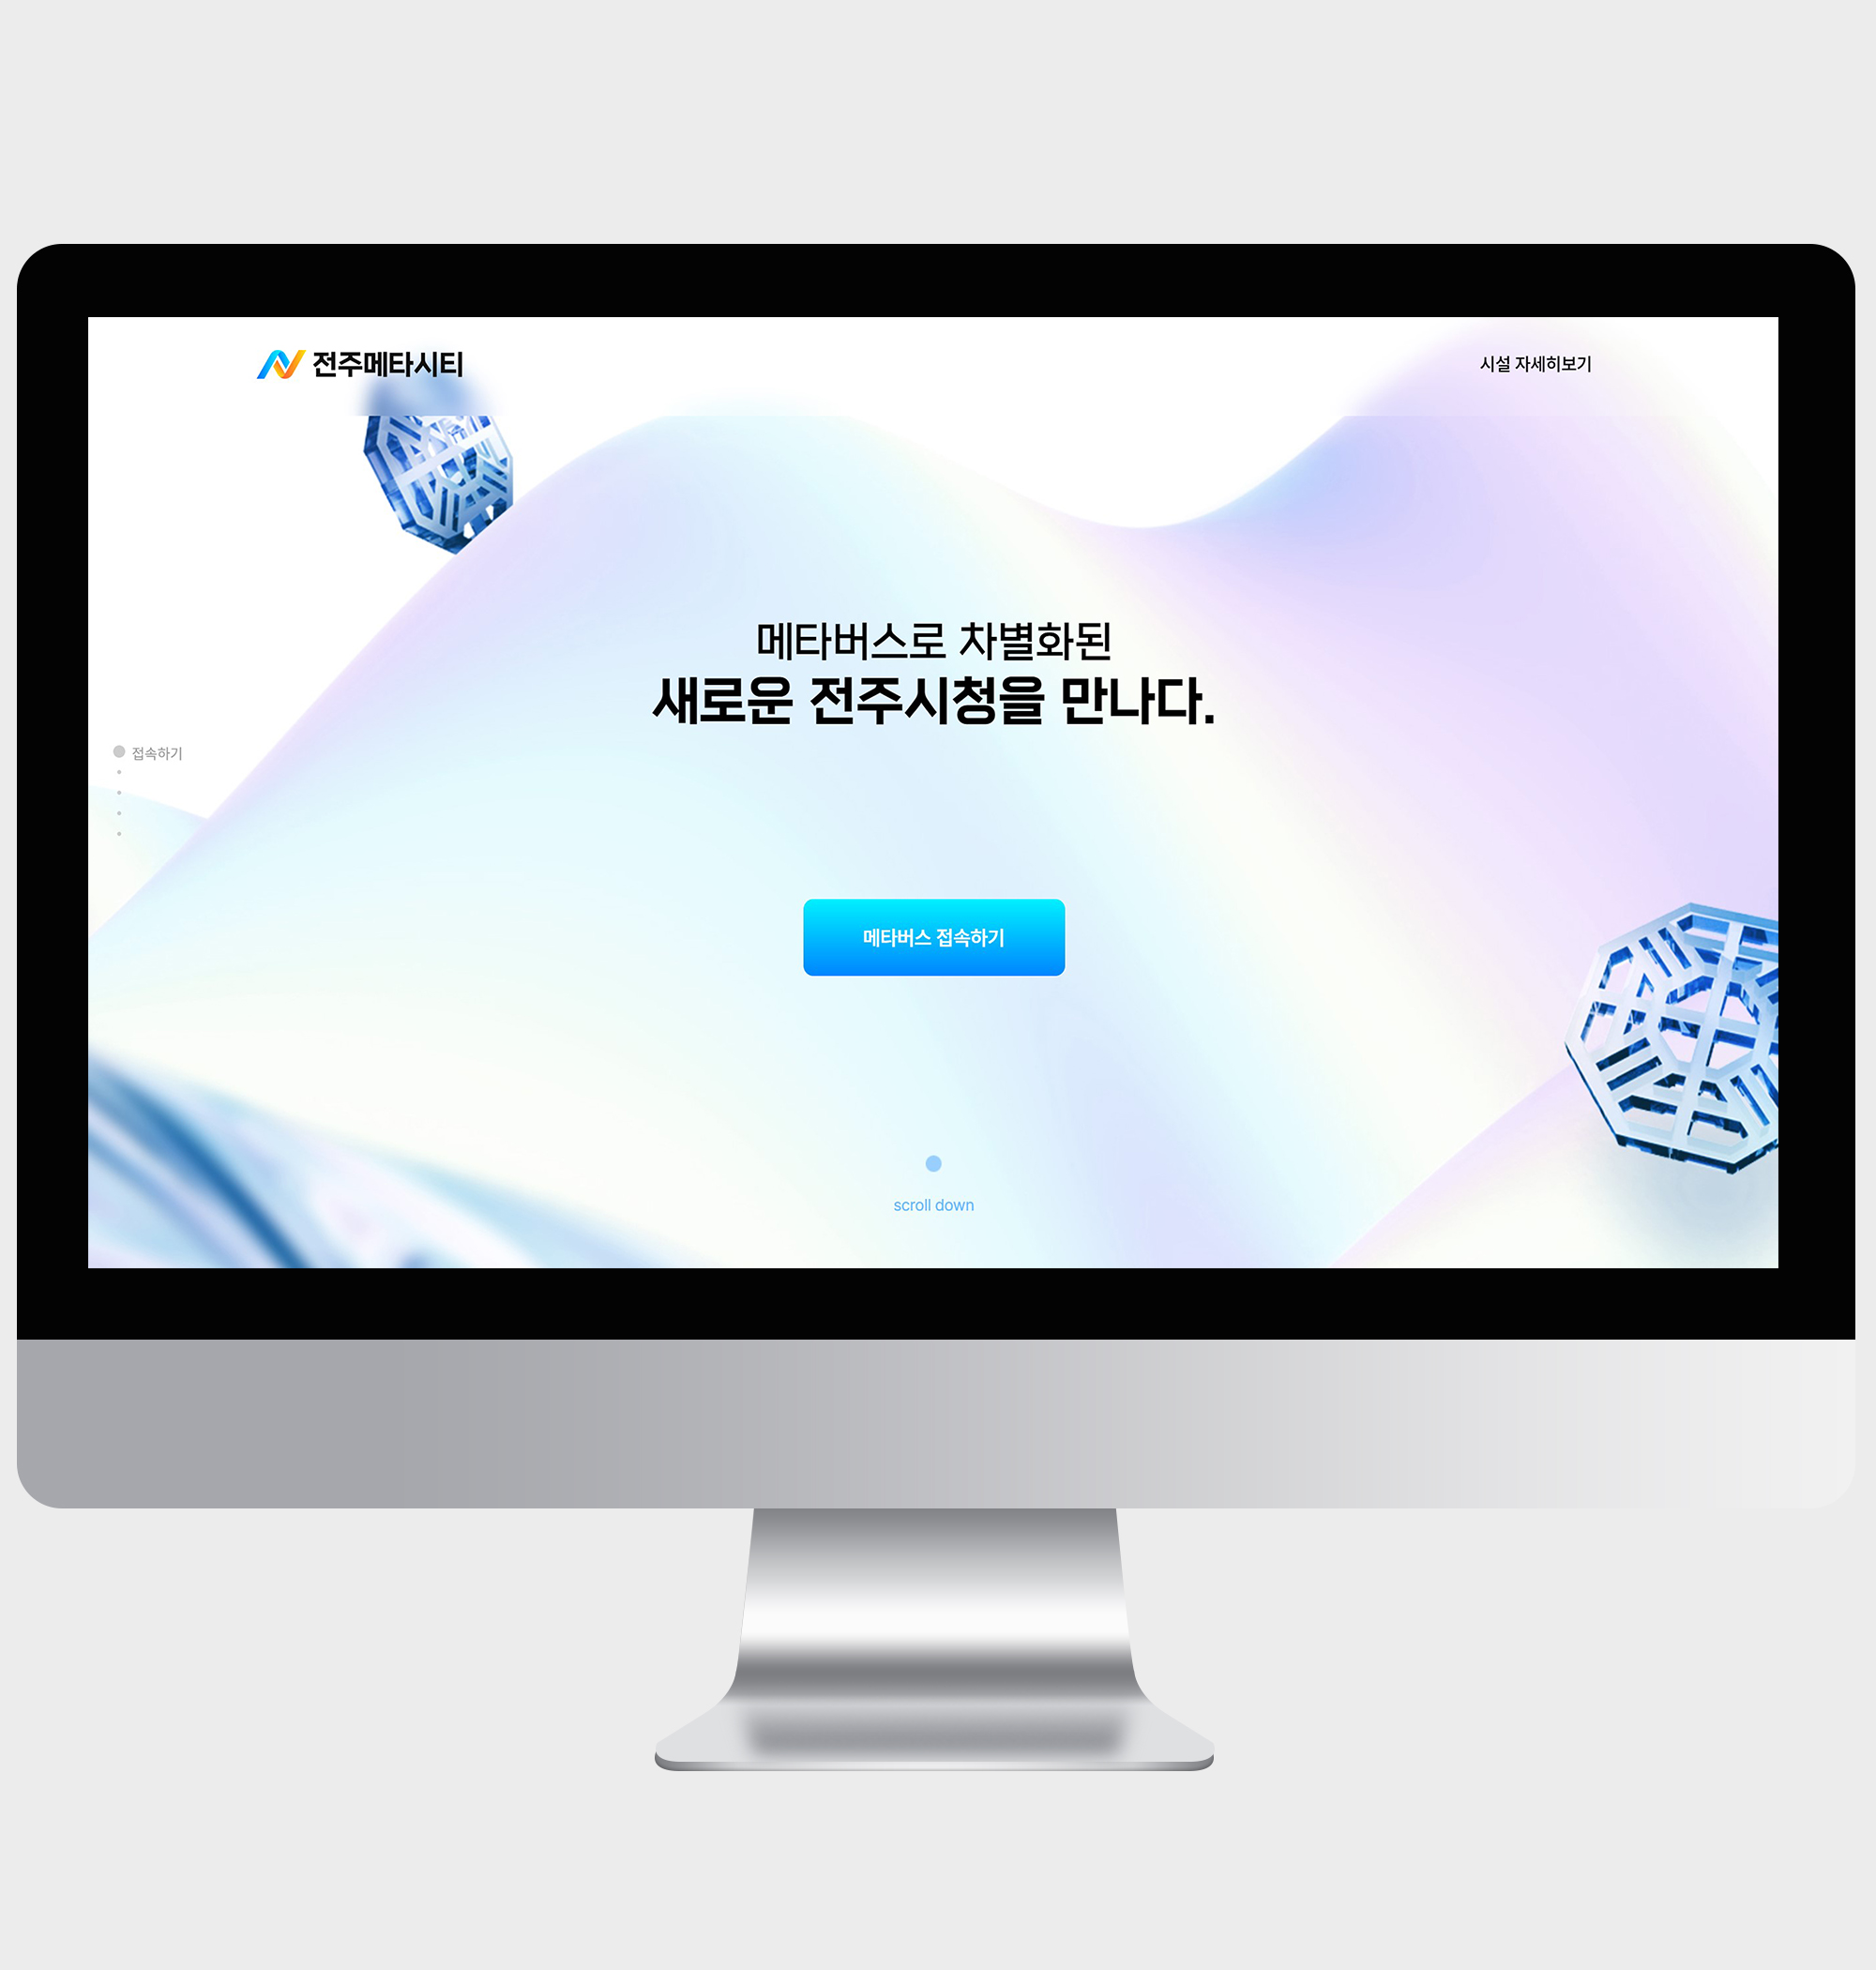 전주메타시티
시설 자세히보기
메타버스로 차별화된
새로운 전주시청을 만나다.
접속하기
메타버스 접속하기
scroll down